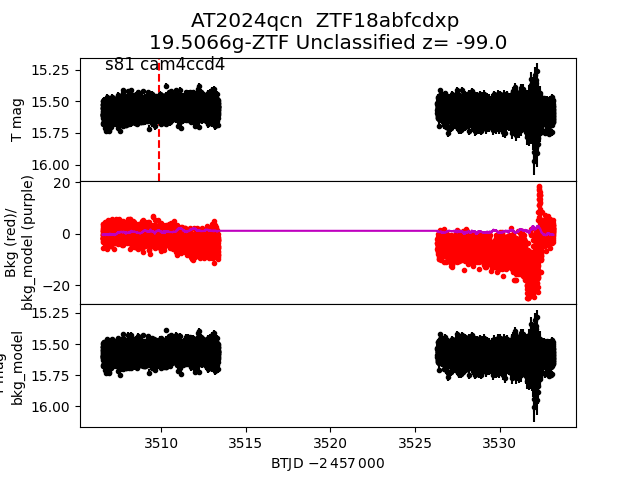 AT2024qcn  ZTF18abfcdxp
19.5066g-ZTF Unclassified z= -99.0
s81 cam4ccd4
15.25
15.50
15.75
16.00
T mag
20
0
−20
Bkg (red)/
bkg_model (purple)
15.25
15.50
15.75
16.00
mag
bkg_model
3510
3515
3520
3525
3530
BTJD −2 457 000